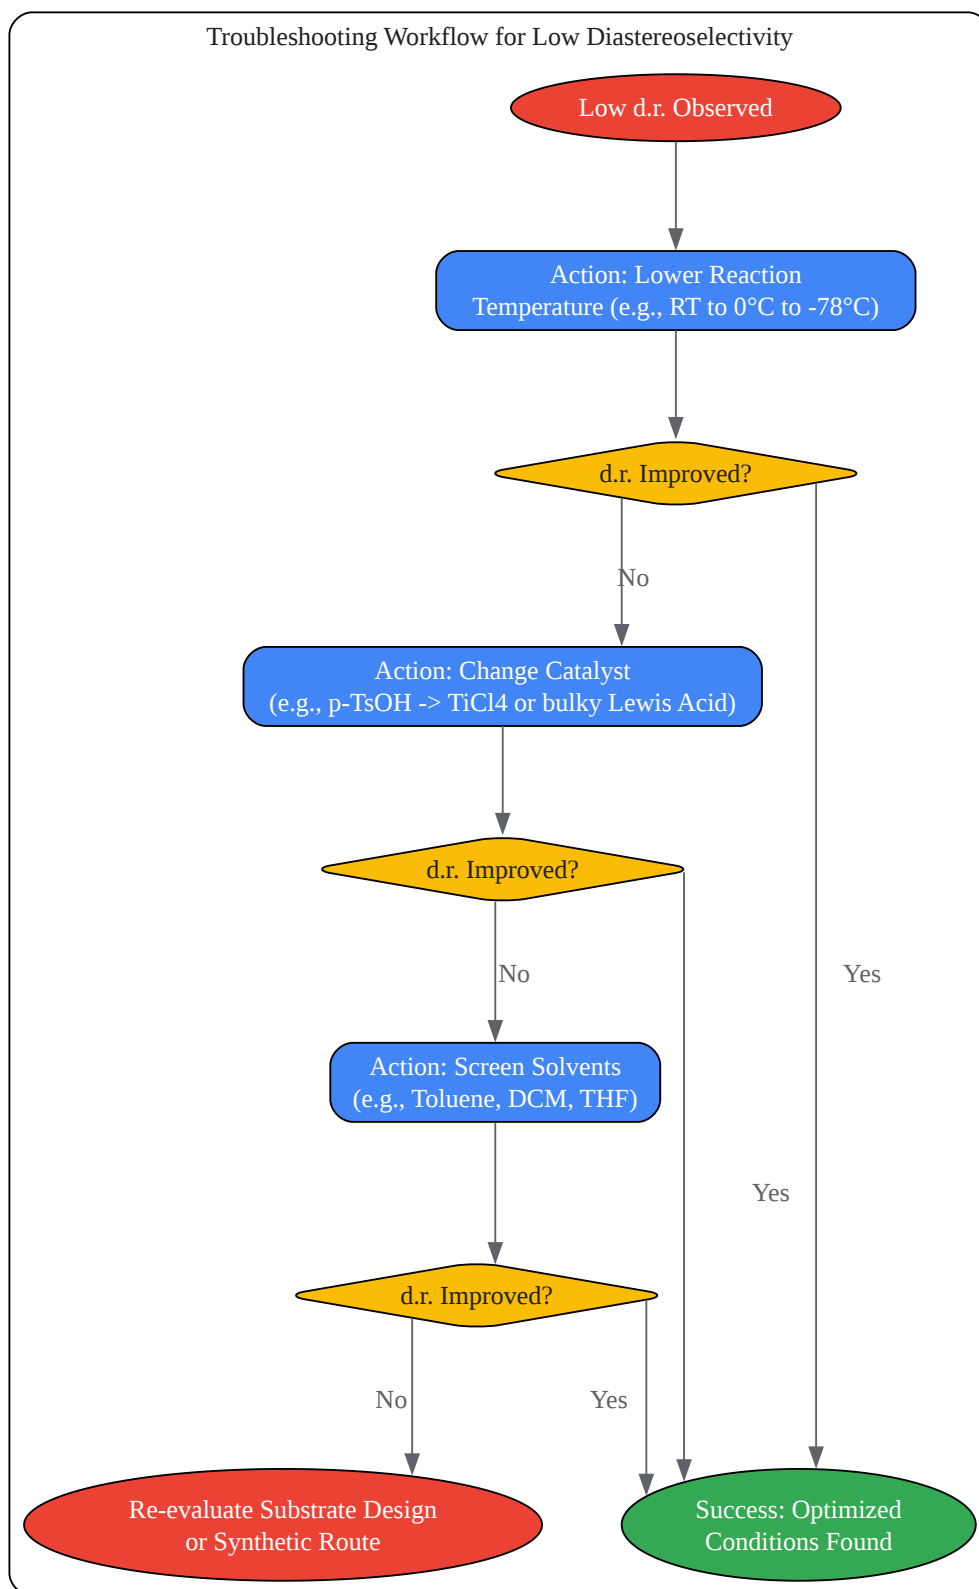 Troubleshooting Workflow for Low Diastereoselectivity
Low d.r. Observed
Action: Lower Reaction
Temperature (e.g., RT to 0°C to -78°C)
d.r. Improved?
No
Action: Change Catalyst
(e.g., p-TsOH -> TiCl4 or bulky Lewis Acid)
d.r. Improved?
No
Yes
Action: Screen Solvents
(e.g., Toluene, DCM, THF)
Yes
d.r. Improved?
No
Yes
Re-evaluate Substrate Design
or Synthetic Route
Success: Optimized
Conditions Found